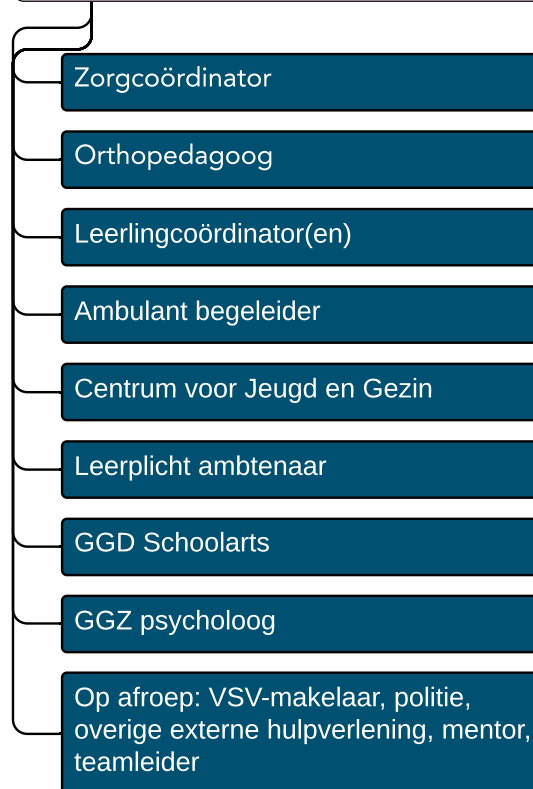 Zorgcoördinator
Orthopedagoog
Leerlingcoördinator(en)
Ambulant begeleider
Centrum voor Jeugd en Gezin
Leerplicht ambtenaar
GGD Schoolarts
GGZ psycholoog
Op afroep: VSV-makelaar, politie,
overige externe hulpverlening, mentor,
teamleider